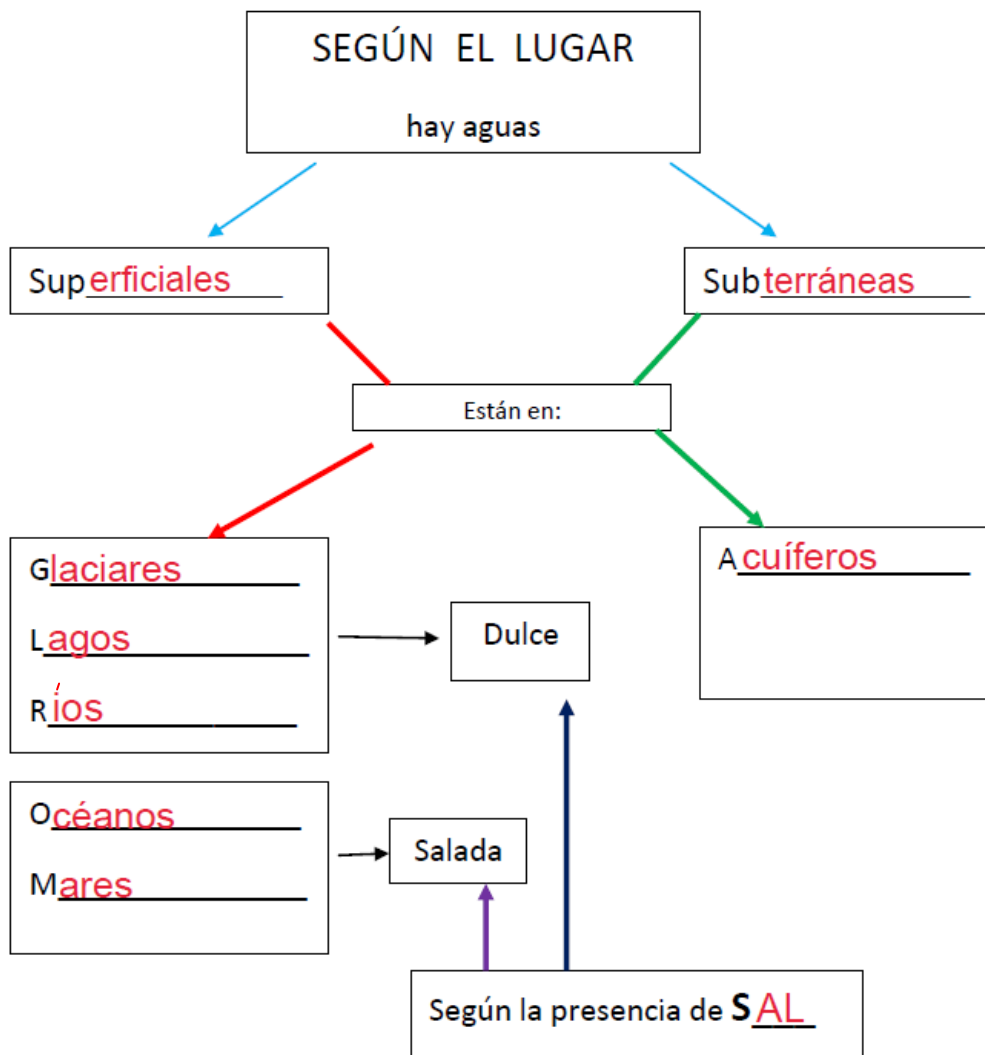 SEGÚN EL LUGAR
hay aguas
Superficiales
Subterráneas
Están en:
Glaciares
Lagos
Ríos
Acuíferos
Dulce
Océanos
Mares
Salada
Según la presencia de SAL